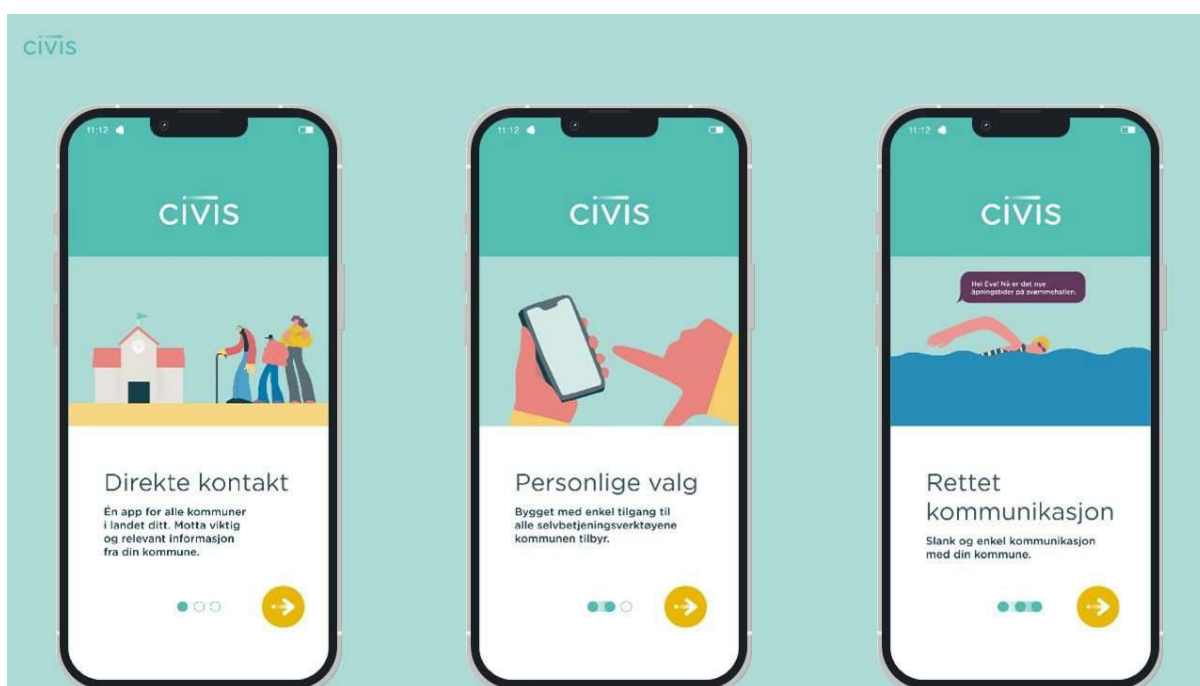 civis
11:12
civis
Direkte kontakt
Én app for alle kommuner
i landet ditt. Motta viktig
og relevant informasjon
fra din kommune.
11:12
civis
Personlige valg
Bygget med enkel tilgang til
alle selvbetjeningsverktøyene
kommunen tilbyr.
11:12
civis
Hei Eva! Nå er det nye
åpningstider på svømmehallen.
Rettet
kommunikasjon
Slank og enkel kommunikasjon
med din kommune.